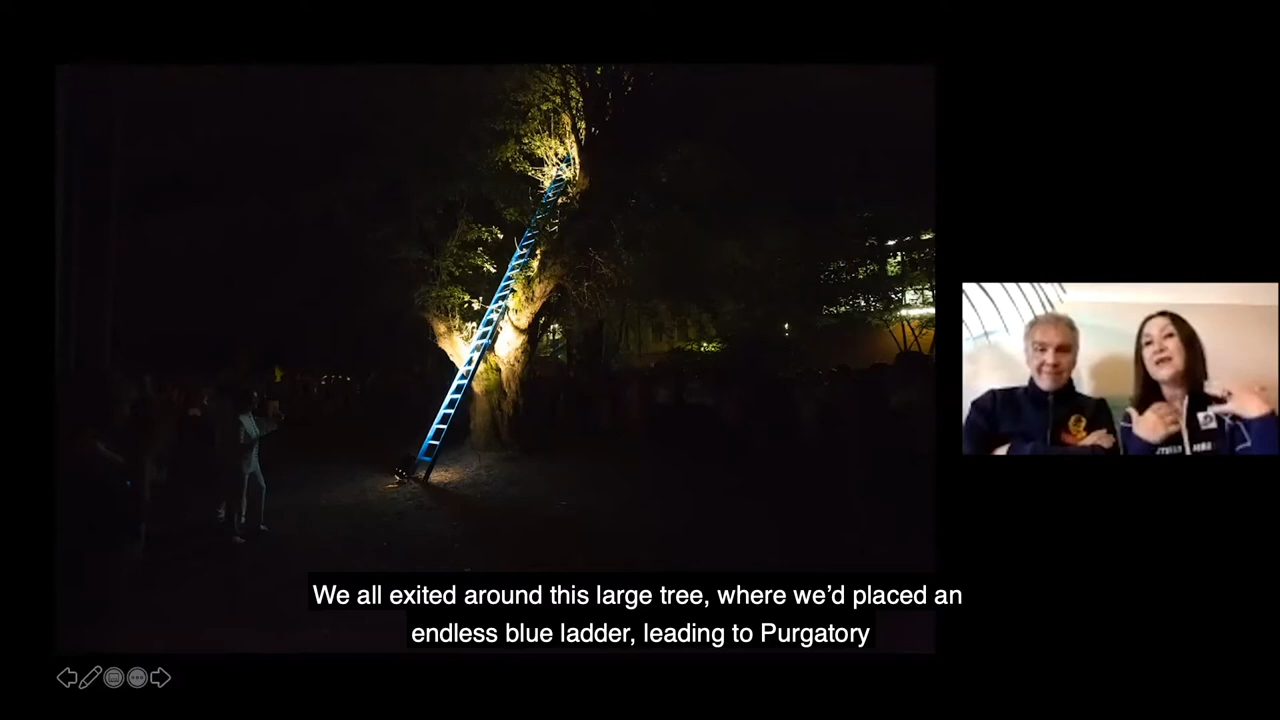 We all exited around this large tree, where we’d placed an
endless blue ladder, leading to Purgatory